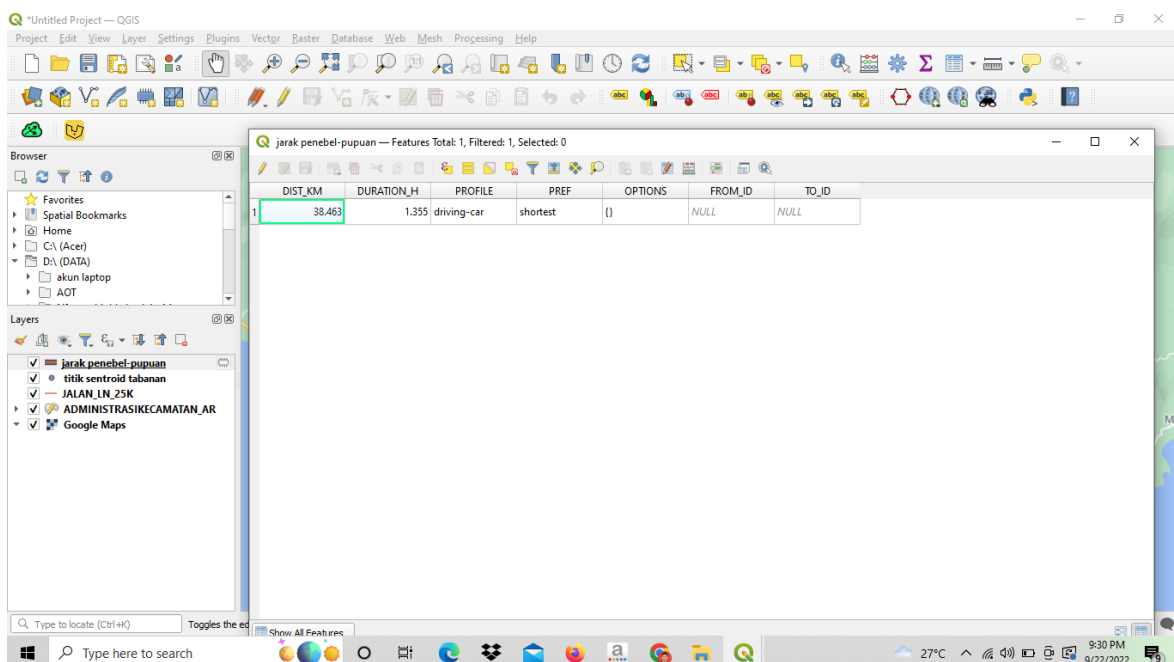 *Untitled Project — QGIS
Project Edit View Layer Settings Plugins Vector Raster Database Web Mesh Processing Help
abc abc
jarak penebel-pupuan — Features Total: 1, Filtered: 1, Selected: 0
Browser
Favorites
Spatial Bookmarks
Home
C:\ (Acer)
D:\ (DATA)
akun laptop
AOT
DIST_KM DURATION_H PROFILE PREF OPTIONS FROM_ID TO_ID
1 38.463 1.355 driving-car shortest {} NULL NULL
Layers
jarak penebel-pupuan
titik sentroid tabanan
JALAN_LN_25K
ADMINISTRASIKECAMATAN_AR
Google Maps
Type to locate (Ctrl+K) Toggles the ed
Show All Features
Type here to search
27°C 9:30 PM
9/22/2022